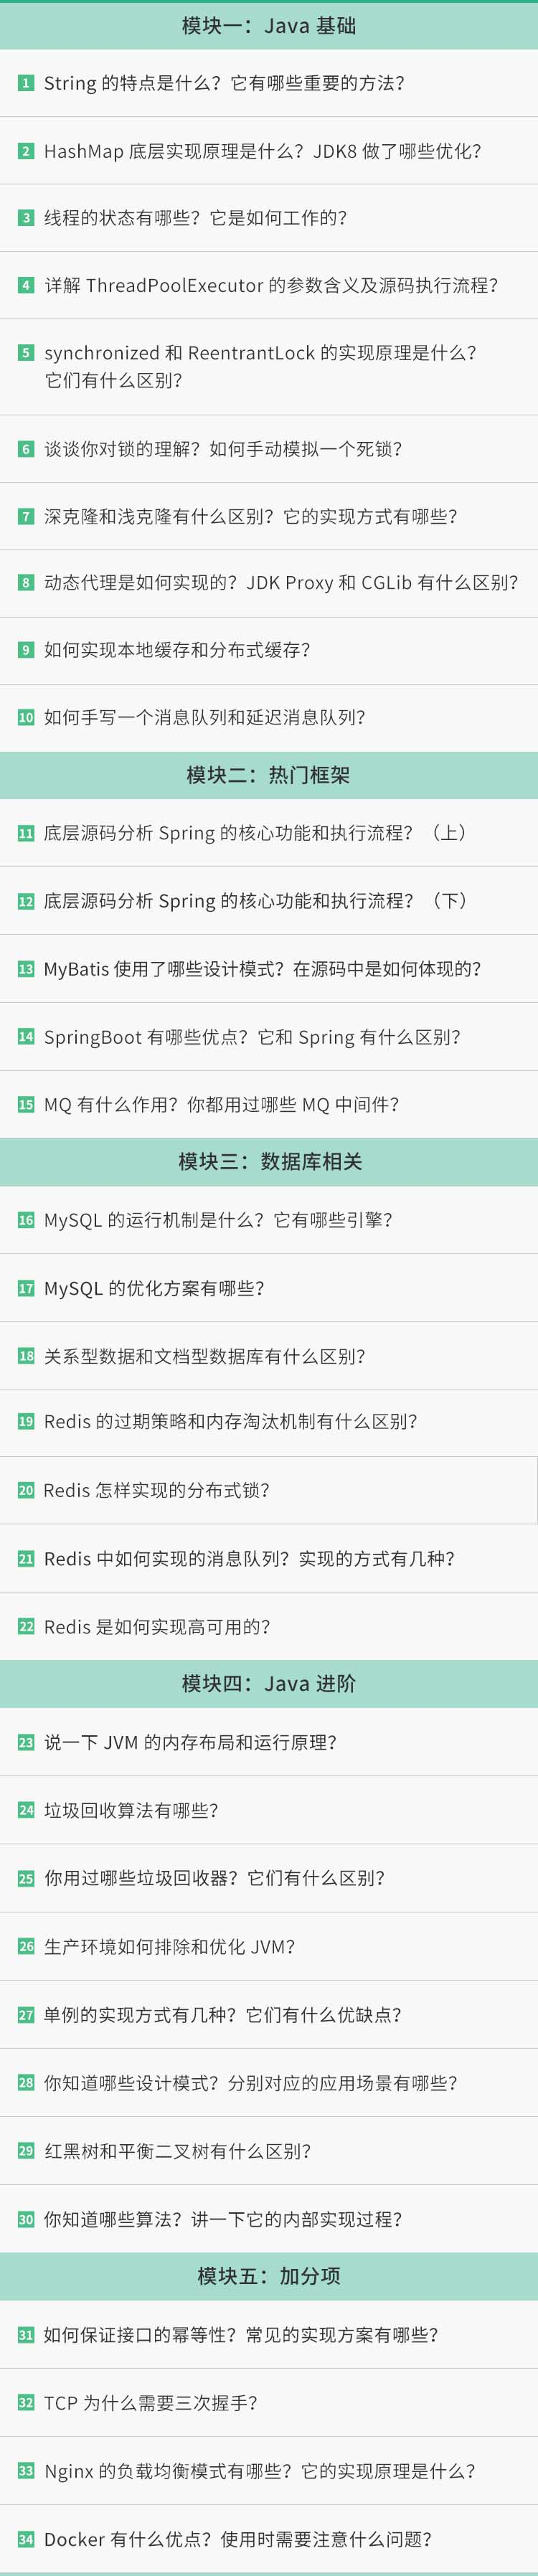 模块一：Java 基础
1 String 的特点是什么？它有哪些重要的方法？
2 HashMap 底层实现原理是什么？JDK8 做了哪些优化？
3 线程的状态有哪些？它是如何工作的？
4 详解 ThreadPoolExecutor 的参数含义及源码执行流程？
5 synchronized 和 ReentrantLock 的实现原理是什么？
它们有什么区别？
6 谈谈你对锁的理解？如何手动模拟一个死锁？
7 深克隆和浅克隆有什么区别？它的实现方式有哪些？
8 动态代理是如何实现的？JDK Proxy 和 CGLib 有什么区别？
9 如何实现本地缓存和分布式缓存？
10 如何手写一个消息队列和延迟消息队列？
模块二：热门框架
11 底层源码分析 Spring 的核心功能和执行流程？（上）
12 底层源码分析 Spring 的核心功能和执行流程？（下）
13 MyBatis 使用了哪些设计模式？在源码中是如何体现的？
14 SpringBoot 有哪些优点？它和 Spring 有什么区别？
15 MQ 有什么作用？你都用过哪些 MQ 中间件？
模块三：数据库相关
16 MySQL 的运行机制是什么？它有哪些引擎？
17 MySQL 的优化方案有哪些？
18 关系型数据和文档型数据库有什么区别？
19 Redis 的过期策略和内存淘汰机制有什么区别？
20 Redis 怎样实现的分布式锁？
21 Redis 中如何实现的消息队列？实现的方式有几种？
22 Redis 是如何实现高可用的？
模块四：Java 进阶
23 说一下 JVM 的内存布局和运行原理？
24 垃圾回收算法有哪些？
25 你用过哪些垃圾回收器？它们有什么区别？
26 生产环境如何排除和优化 JVM？
27 单例的实现方式有几种？它们有什么优缺点？
28 你知道哪些设计模式？分别对应的应用场景有哪些？
29 红黑树和平衡二叉树有什么区别？
30 你知道哪些算法？讲一下它的内部实现过程？
模块五：加分项
31 如何保证接口的幂等性？常见的实现方案有哪些？
32 TCP 为什么需要三次握手？
33 Nginx 的负载均衡模式有哪些？它的实现原理是什么？
34 Docker 有什么优点？使用时需要注意什么问题？